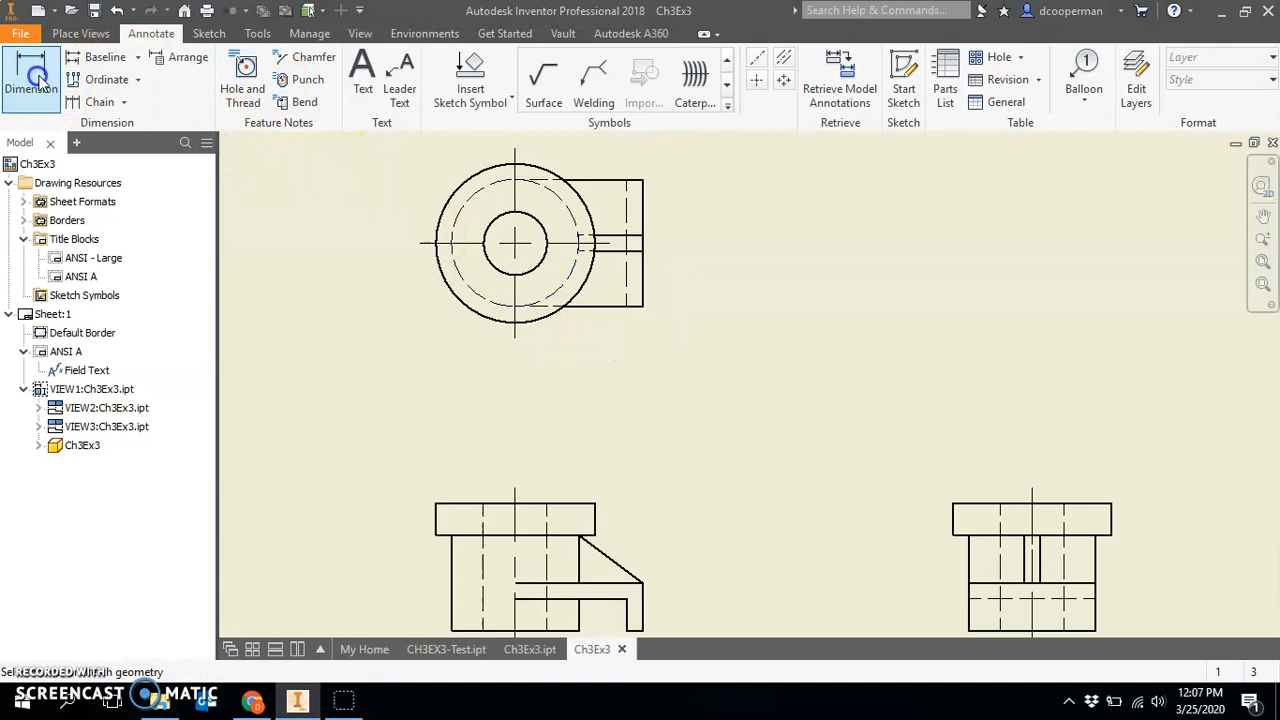 PRO
Autodesk Inventor Professional 2018 Ch3Ex3
Search Help & Commands...
dcooperman
File
Place Views
Annotate
Sketch
Tools
Manage
View
Environments
Get Started
Vault
Autodesk A360
Dimension
Baseline
Ordinate
Chain
Arrange
Dimension
Hole and Thread
Chamfer
Punch
Bend
Feature Notes
Text
Leader Text
Text
Insert Sketch Symbol
Surface
Welding
Impor...
Caterp...
Symbols
Retrieve Model Annotations
Retrieve
Start Sketch
Sketch
Parts List
Hole
Revision
General
Table
1
Balloon
Edit Layers
Layer
Style
Format
Model
Ch3Ex3
Drawing Resources
Sheet Formats
Borders
Title Blocks
ANSI - Large
ANSI A
Sketch Symbols
Sheet:1
Default Border
ANSI A
Field Text
VIEW1:Ch3Ex3.ipt
VIEW2:Ch3Ex3.ipt
VIEW3:Ch3Ex3.ipt
Ch3Ex3
2D
My Home
CH3EX3-Test.ipt
Ch3Ex3.ipt
Ch3Ex3
geometry
1
3
RECORDED WITH
SCREENCAST MATIC
12:07 PM
3/25/2020